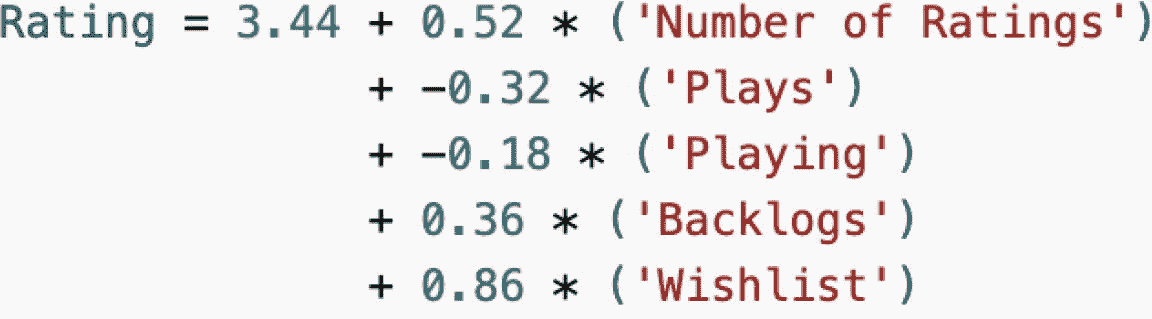 Rating = 3.44 + 0.52 * ('Number of Ratings')
+ -0.32 * ('Plays')
+ -0.18 * ('Playing')
+ 0.36 * ('Backlogs')
+ 0.86 * ('Wishlist')